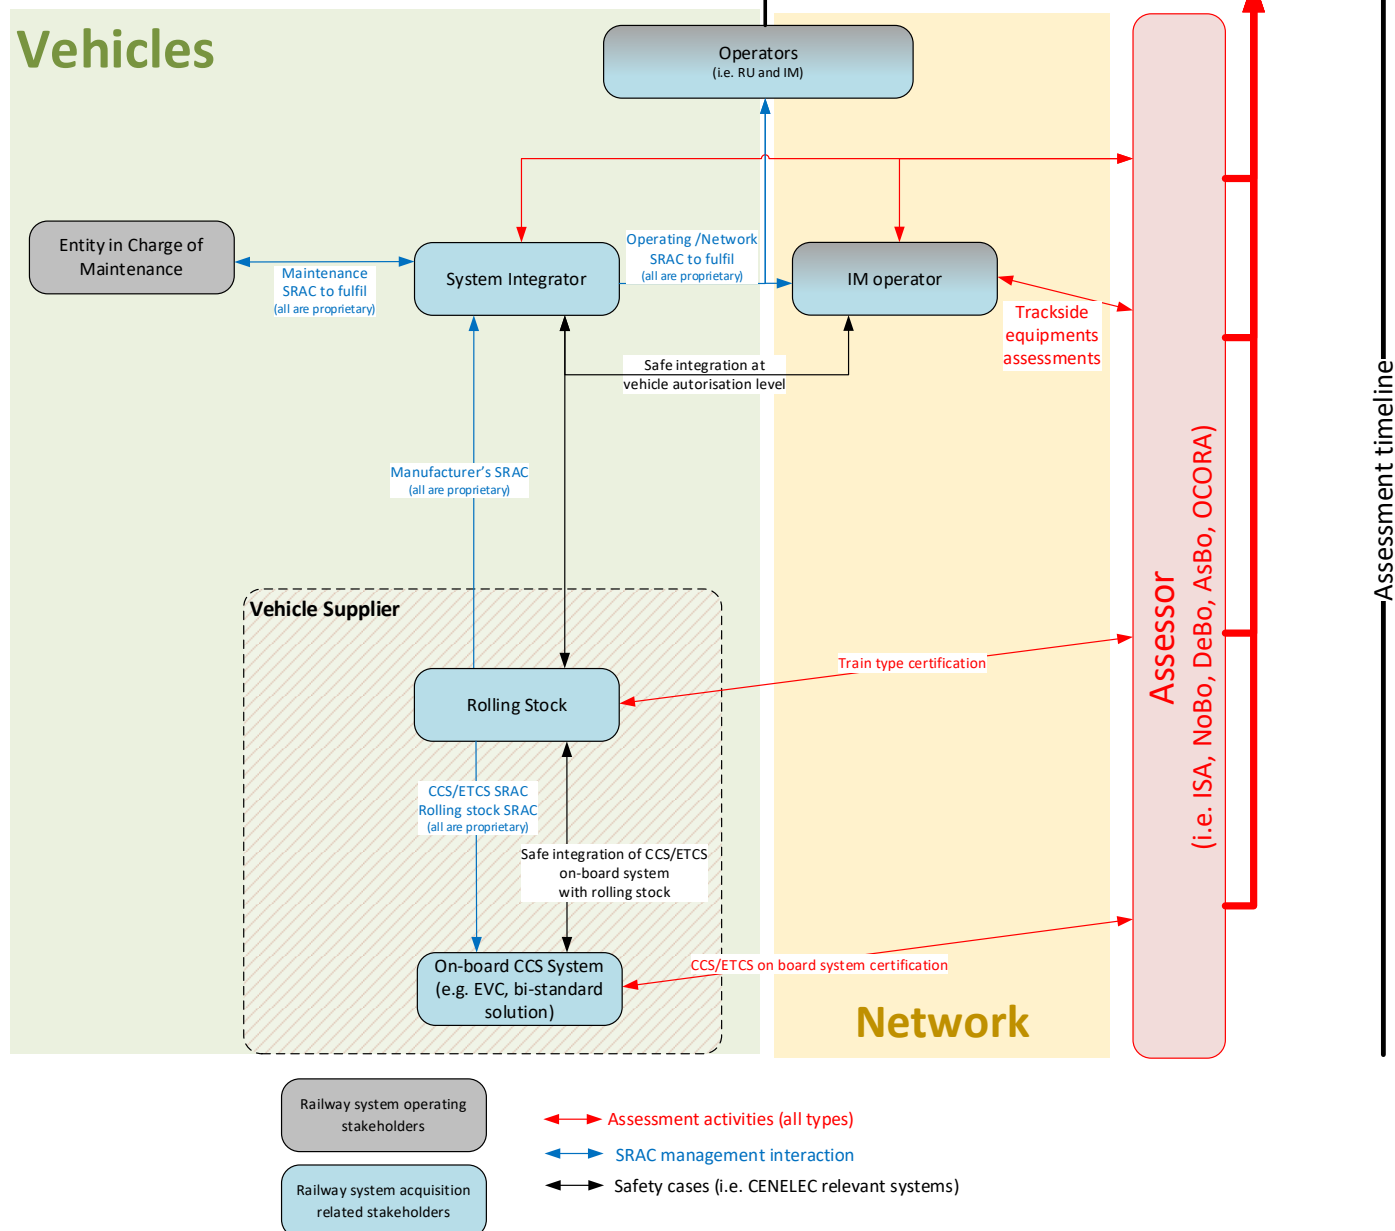 Vehicles
Operators
(i.e. RU and IM)
Entity in Charge of
Maintenance
Maintenance
SRAC to fulfil
(all are proprietary)
System Integrator
Operating /Network
SRAC to fulfil
(all are proprietary)
IM operator
Trackside
equipments
assessments
Safe integration at
vehicle autorisation level
Manufacturer's SRAC
(all are proprietary)
Vehicle Supplier
Rolling Stock
Train type certification
CCS/ETCS SRAC
Rolling stock SRAC
(all are proprietary)
Safe integration of CCS/ETCS
on-board system
with rolling stock
On-board CCS System
(e.g. EVC, bi-standard
solution)
CCS/ETCS on board system certification
Network
Assessor
(i.e. ISA, NoBo, DeBo, AsBo, OCORA)
Assessment timeline
Railway system operating
stakeholders
Railway system acquisition
related stakeholders
Assessment activities (all types)
SRAC management interaction
Safety cases (i.e. CENELEC relevant systems)